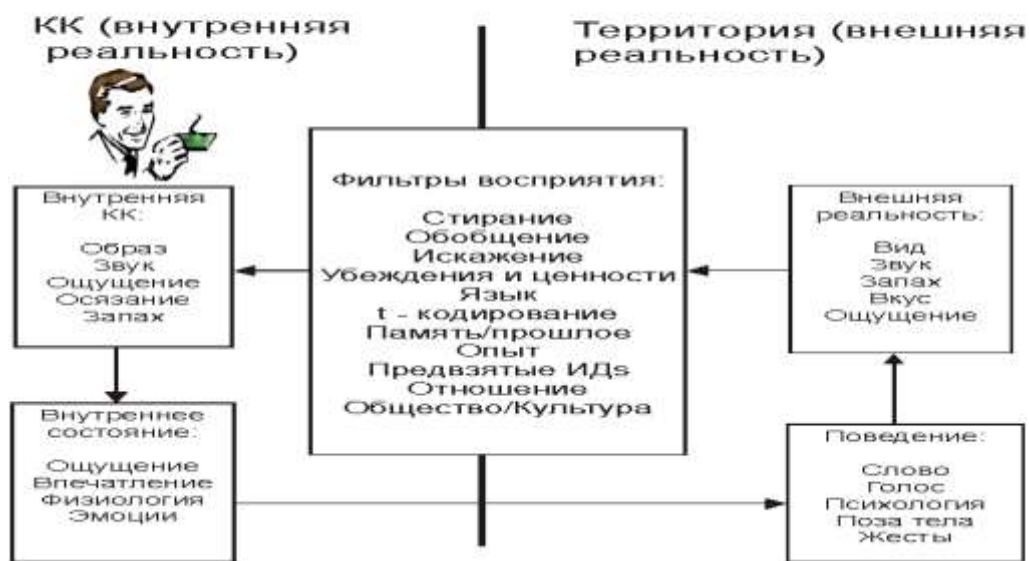 КК (внутренняя
реальность)
Территория (внешняя
реальность)
Внутренняя
КК:
Образ
Звук
Ощущение
Осязание
Запах
Внутреннее
состояние:
Ощущение
Впечатление
Физиология
Эмоции
Фильтры восприятия:
Стирание
Обобщение
Искажение
Убеждения и ценности
Язык
t - кодирование
Память/прошлое
Опыт
Предвзятые ИДs
Отношение
Общество/Культура
Внешняя
реальность:
Вид
Звук
Запах
Вкус
Ощущение
Поведение:
Слово
Голос
Психология
Поза тела
Жесты